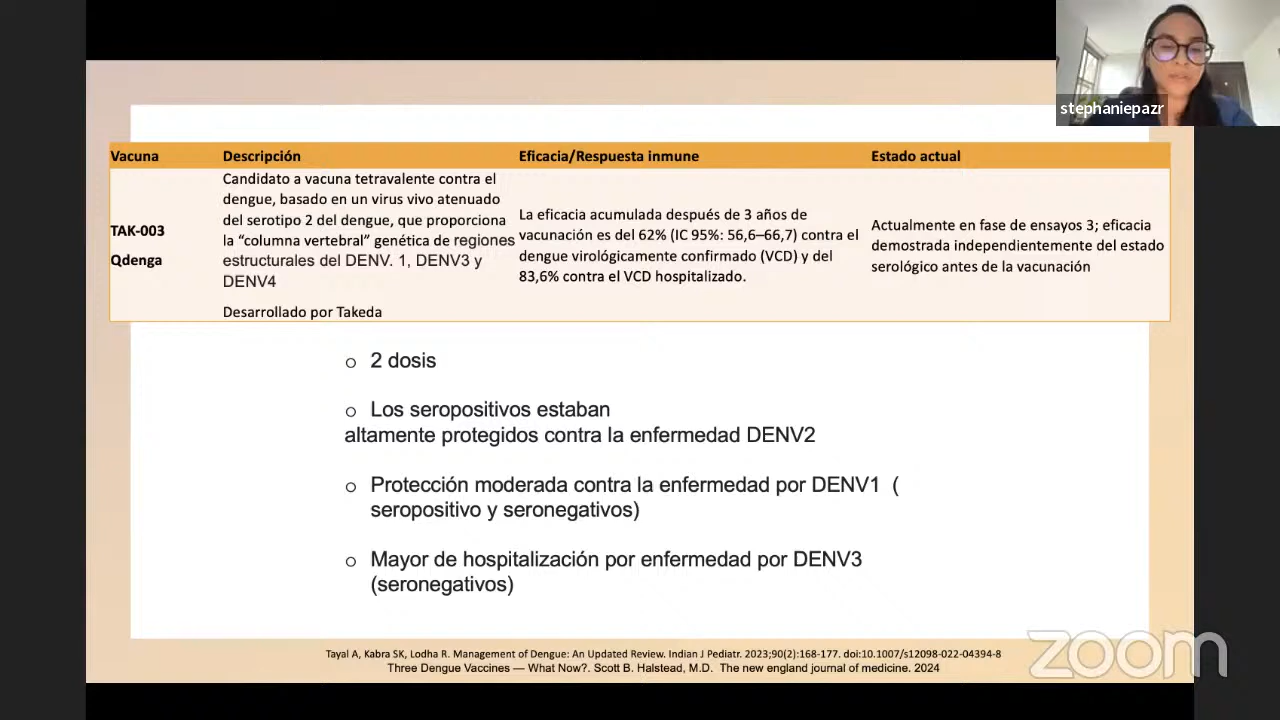 stephaniepazr
Vacuna
Descripción
Eficacia/Respuesta inmune
Estado actual
TAK-003
Qdenga
Candidato a vacuna tetravalente contra el
dengue, basado en un virus vivo atenuado
del serotipo 2 del dengue, que proporciona
la “columna vertebral” genética de regiones
estructurales del DENV. 1, DENV3 y
DENV4
Desarrollado por Takeda
La eficacia acumulada después de 3 años de
vacunación es del 62% (IC 95%: 56,6–66,7) contra el
dengue virológicamente confirmado (VCD) y del
83,6% contra el VCD hospitalizado.
Actualmente en fase de ensayos 3; eficacia
demostrada independientemente del estado
serológico antes de la vacunación
o 2 dosis
o Los seropositivos estaban
altamente protegidos contra la enfermedad DENV2
o Protección moderada contra la enfermedad por DENV1 (
seropositivo y seronegativos)
o Mayor de hospitalización por enfermedad por DENV3
(seronegativos)
Tayal A, Kabra SK, Lodha R. Management of Dengue: An Updated Review. Indian J Pediatr. 2023;90(2):168-177. doi:10.1007/s12098-022-04394-8
Three Dengue Vaccines — What Now?. Scott B. Halstead, M.D. The new england journal of medicine. 2024
zoom